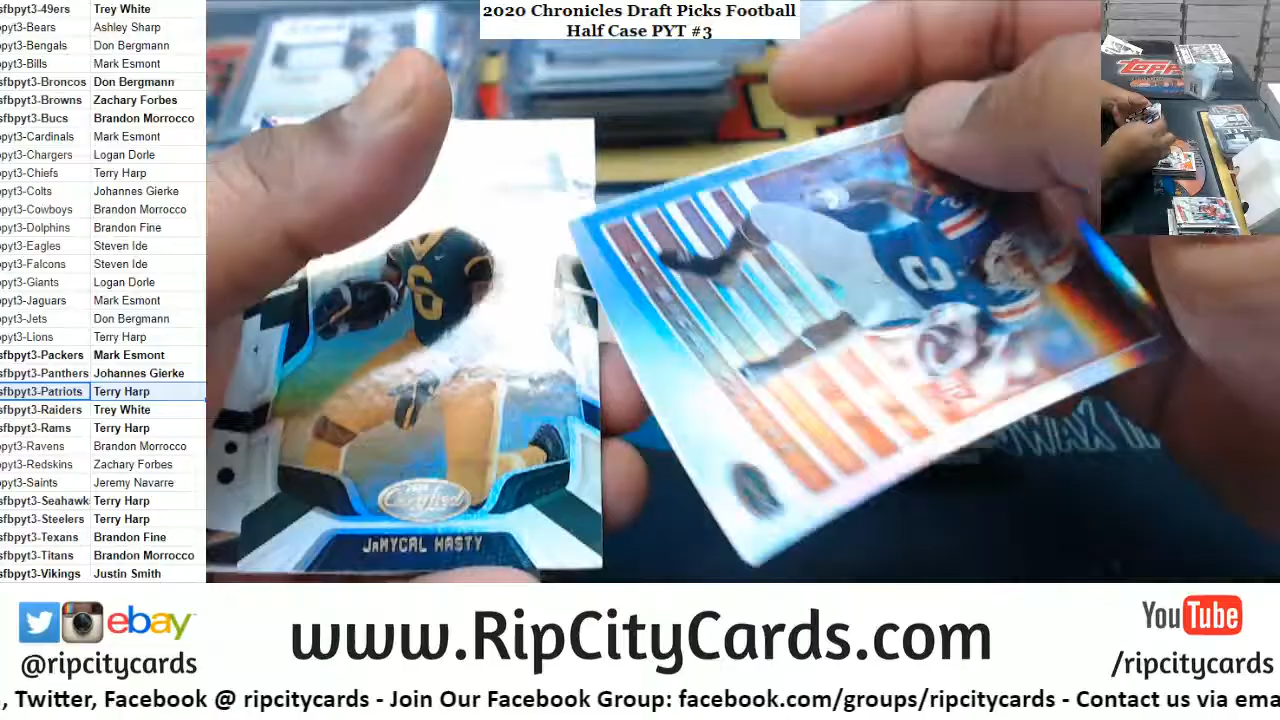 2020 Chronicles Draft Picks Football
Half Case PYT #3
sfbpyt3-49ers Trey White
pyt3-Bears Ashley Sharp
pyt3-Bengals Don Bergmann
pyt3-Bills Mark Esmont
sfbpyt3-Broncos Don Bergmann
sfbpyt3-Browns Zachary Forbes
sfbpyt3-Bucs Brandon Morrocco
pyt3-Cardinals Mark Esmont
pyt3-Chargers Logan Dorle
pyt3-Chiefs Terry Harp
pyt3-Colts Johannes Gierke
pyt3-Cowboys Brandon Morrocco
pyt3-Dolphins Brandon Fine
pyt3-Eagles Steven Ide
pyt3-Falcons Steven Ide
pyt3-Giants Logan Dorle
pyt3-Jaguars Mark Esmont
pyt3-Jets Don Bergmann
pyt3-Lions Terry Harp
sfbpyt3-Packers Mark Esmont
sfbpyt3-Panthers Johannes Gierke
sfbpyt3-Patriots Terry Harp
sfbpyt3-Raiders Trey White
sfbpyt3-Rams Terry Harp
pyt3-Ravens Brandon Morrocco
pyt3-Redskins Zachary Forbes
pyt3-Saints Jeremy Navarre
sfbpyt3-Seahawk Terry Harp
sfbpyt3-Steelers Terry Harp
sfbpyt3-Texans Brandon Fine
sfbpyt3-Titans Brandon Morrocco
sfbpyt3-Vikings Justin Smith
Topps
6
2
Certified
JaMYCAL HASTY
ebay
@ripcitycards
www.RipCityCards.com
YouTube
/ripcitycards
, Twitter, Facebook @ ripcitycards - Join Our Facebook Group: facebook.com/groups/ripcitycards - Contact us via ema